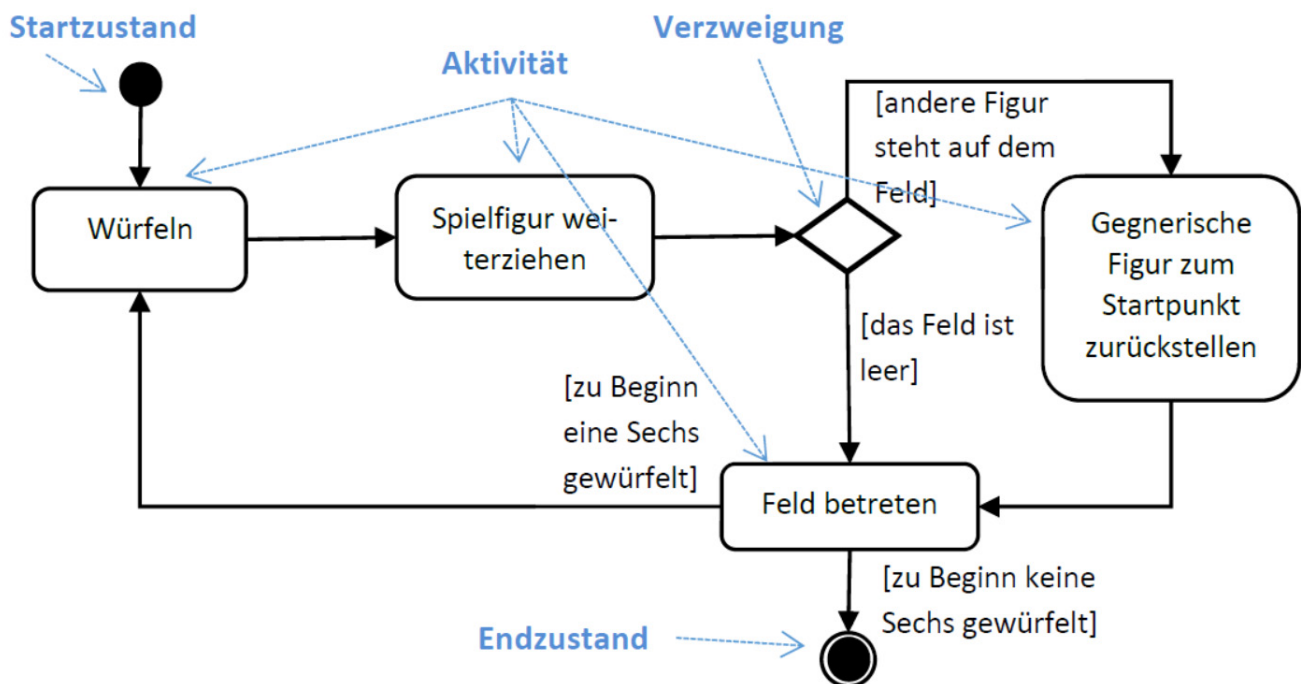 Startzustand
Aktivität
Verzweigung
[andere Figur
steht auf dem
Feld]
Würfeln
Spielfigur wei-
terziehen
Gegnerische
Figur zum
Startpunkt
zurückstellen
[das Feld ist
leer]
[zu Beginn
eine Sechs
gewürfelt]
Feld betreten
[zu Beginn keine
Sechs gewürfelt]
Endzustand